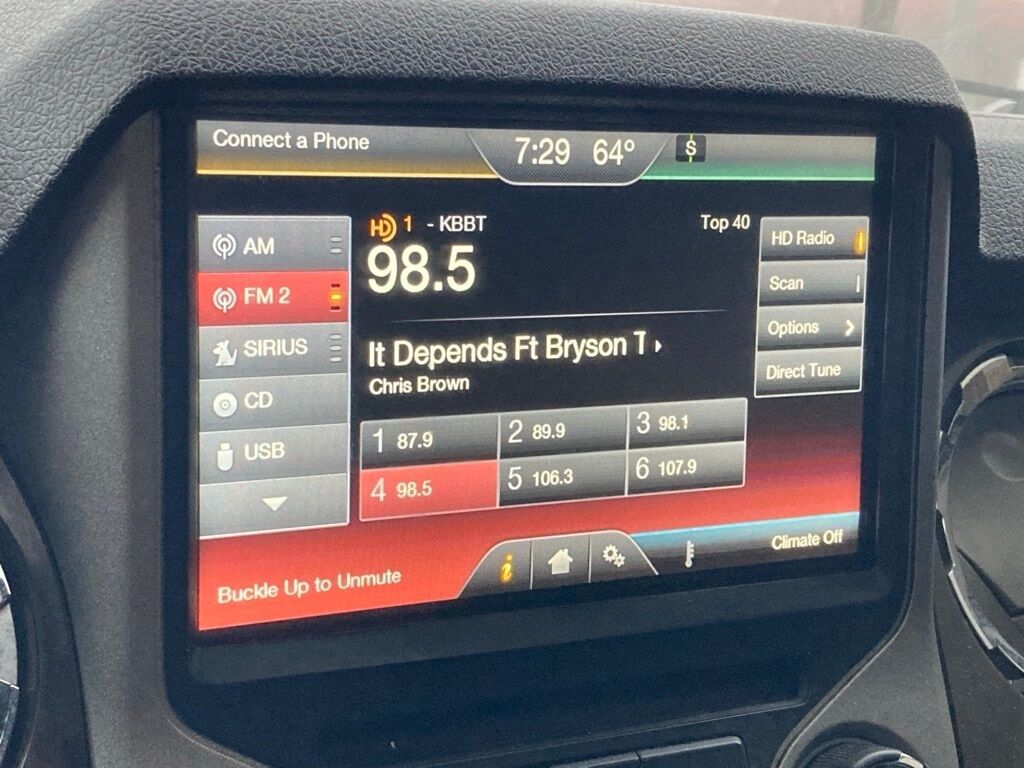 Connect a Phone
7:29 64°
S
AM
FM 2
SIRIUS
CD
USB
HD 1 - KBBT
Top 40
98.5
It Depends Ft Bryson T
Chris Brown
1 87.9
2 89.9
3 98.1
4 98.5
5 106.3
6 107.9
HD Radio
Scan
Options
Direct Tune
Buckle Up to Unmute
i
Climate Off